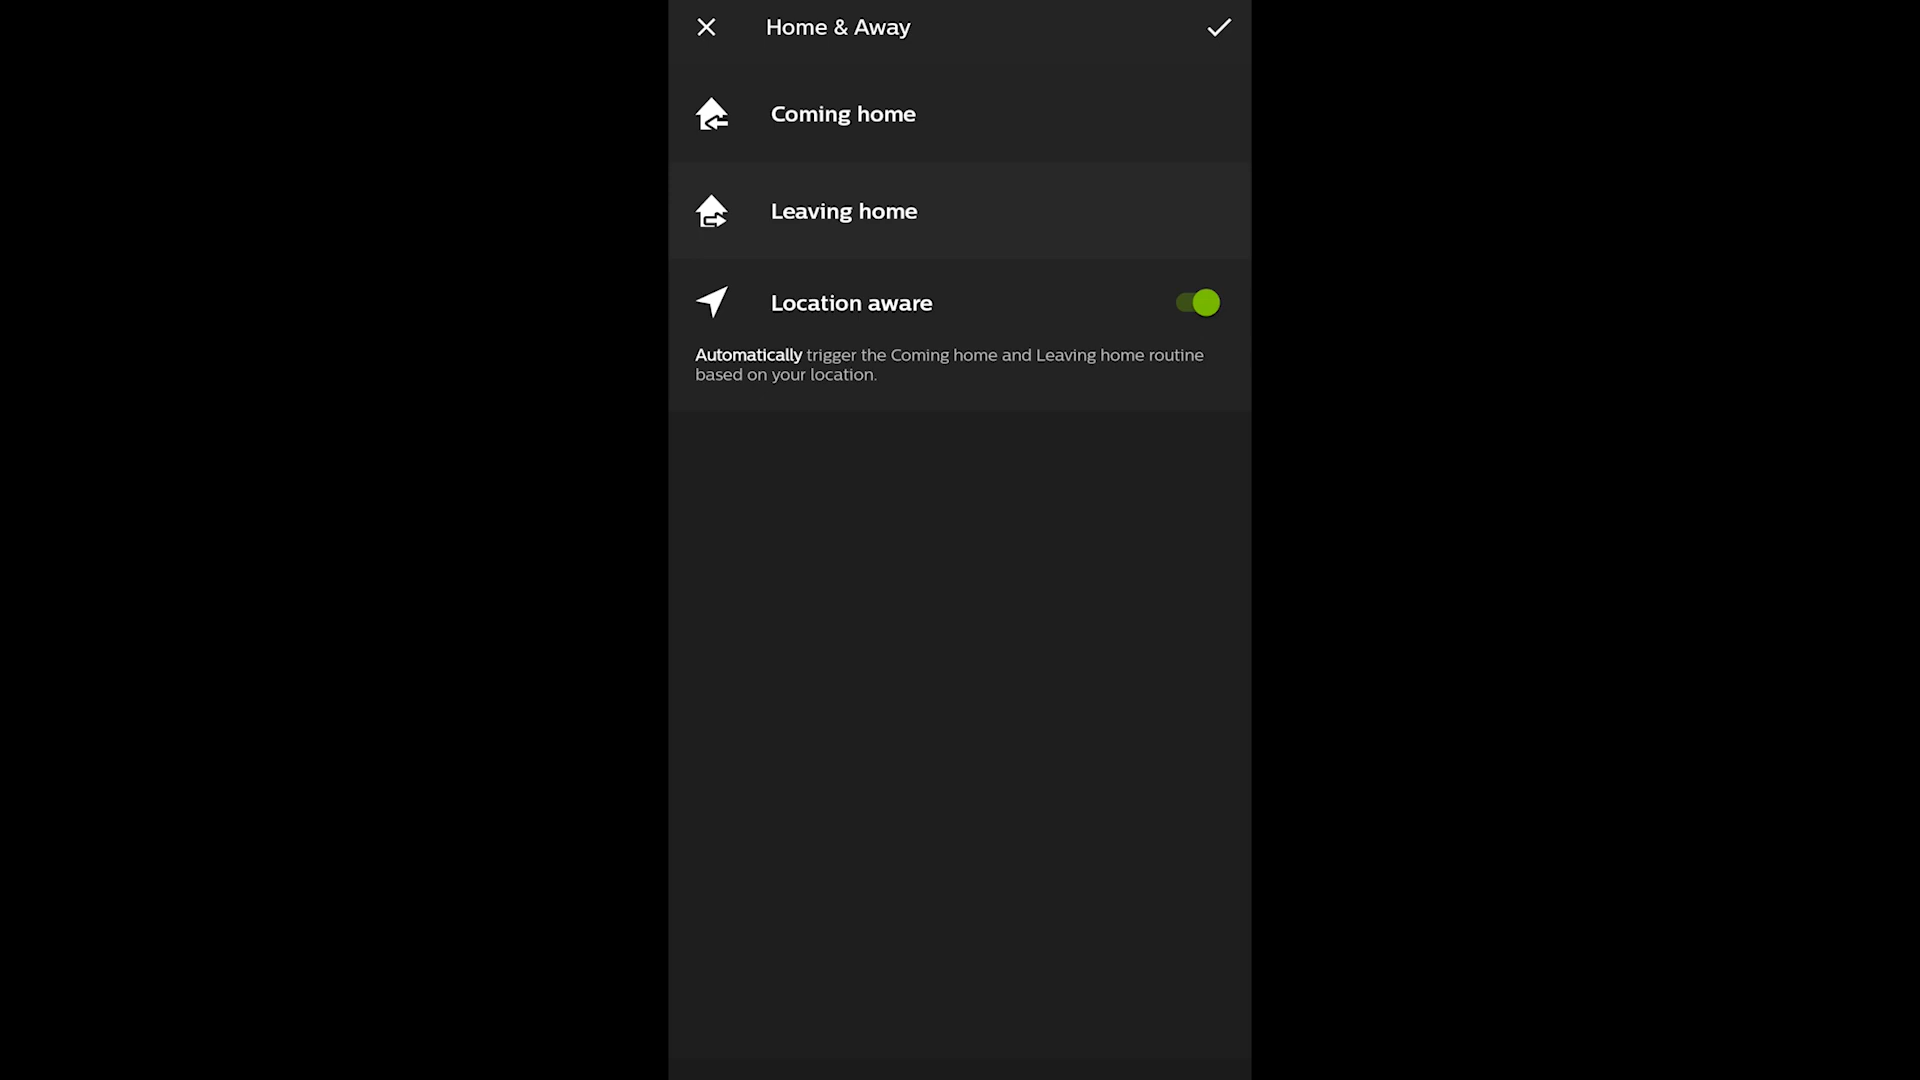 Home & Away
Coming home
Leaving home
Location aware
Automatically trigger the Coming home and Leaving home routine
based on your location.